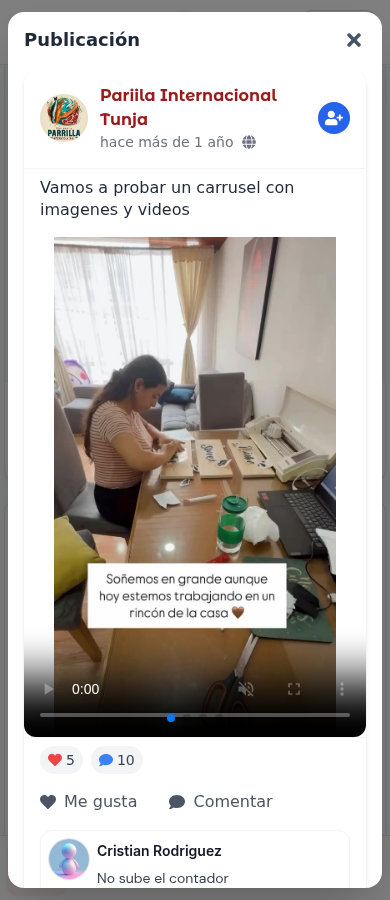 Publicación
Pariila Internacional
Tunja
hace más de 1 año
PARRILLA
Vamos a probar un carrusel con
imagenes y videos
Soñemos en grande aunque
hoy estemos trabajando en un
rincón de la casa 🤎
0:00
5
10
Me gusta
Comentar
Cristian Rodriguez
No sube el contador